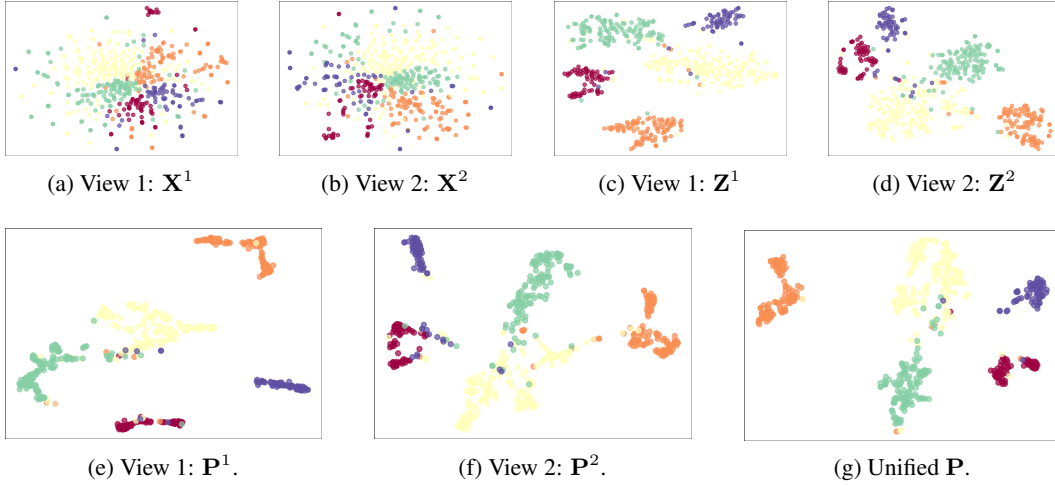 (a) View 1: X¹
(b) View 2: X²
(c) View 1: Z¹
(d) View 2: Z²
(e) View 1: P¹.
(f) View 2: P².
(g) Unified P.